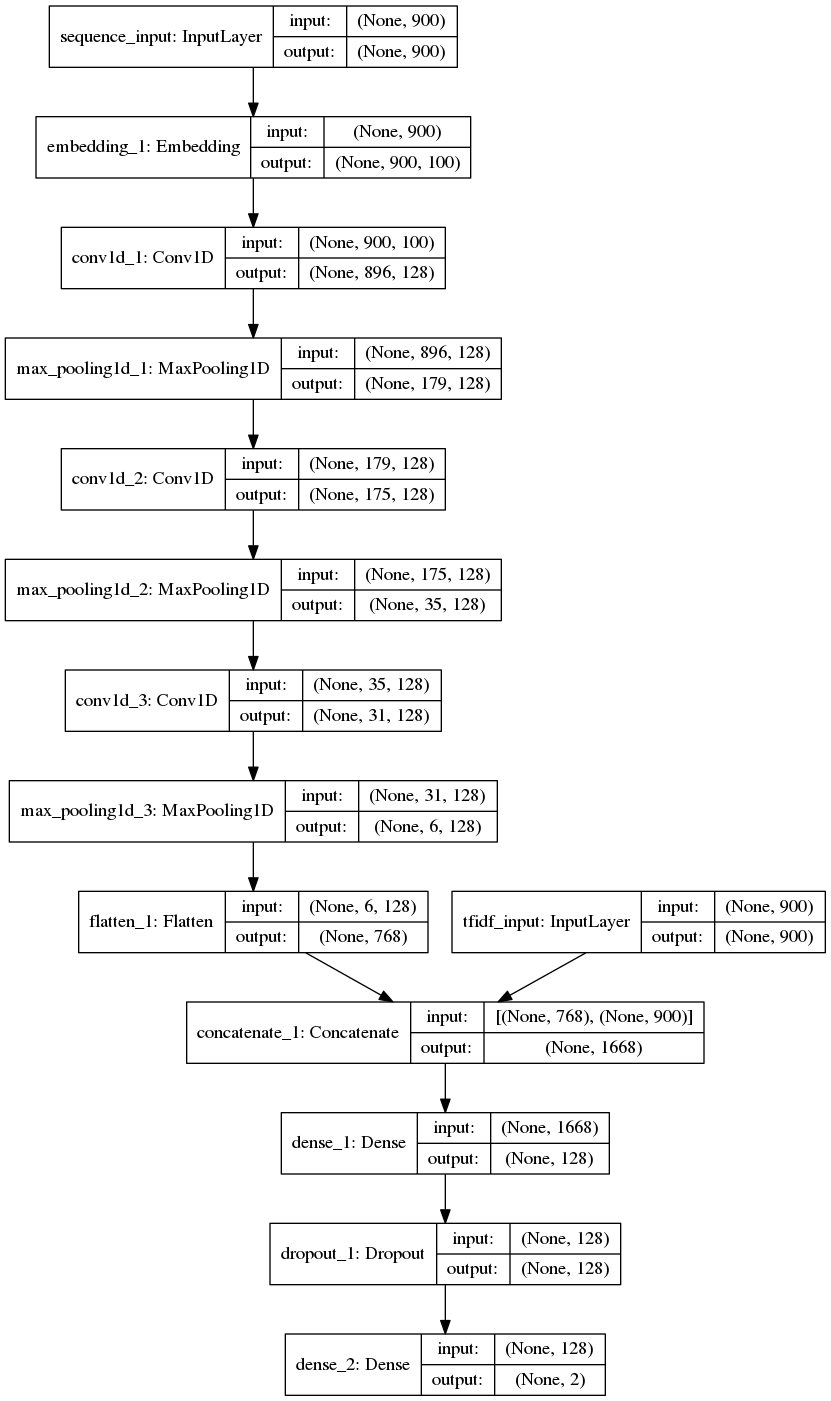 sequence_input: InputLayer
input: (None, 900)
output: (None, 900)
embedding_1: Embedding
input: (None, 900)
output: (None, 900, 100)
conv1d_1: Conv1D
input: (None, 900, 100)
output: (None, 896, 128)
max_pooling1d_1: MaxPooling1D
input: (None, 896, 128)
output: (None, 179, 128)
conv1d_2: Conv1D
input: (None, 179, 128)
output: (None, 175, 128)
max_pooling1d_2: MaxPooling1D
input: (None, 175, 128)
output: (None, 35, 128)
conv1d_3: Conv1D
input: (None, 35, 128)
output: (None, 31, 128)
max_pooling1d_3: MaxPooling1D
input: (None, 31, 128)
output: (None, 6, 128)
flatten_1: Flatten
input: (None, 6, 128)
output: (None, 768)
tfidf_input: InputLayer
input: (None, 900)
output: (None, 900)
concatenate_1: Concatenate
input: [(None, 768), (None, 900)]
output: (None, 1668)
dense_1: Dense
input: (None, 1668)
output: (None, 128)
dropout_1: Dropout
input: (None, 128)
output: (None, 128)
dense_2: Dense
input: (None, 128)
output: (None, 2)